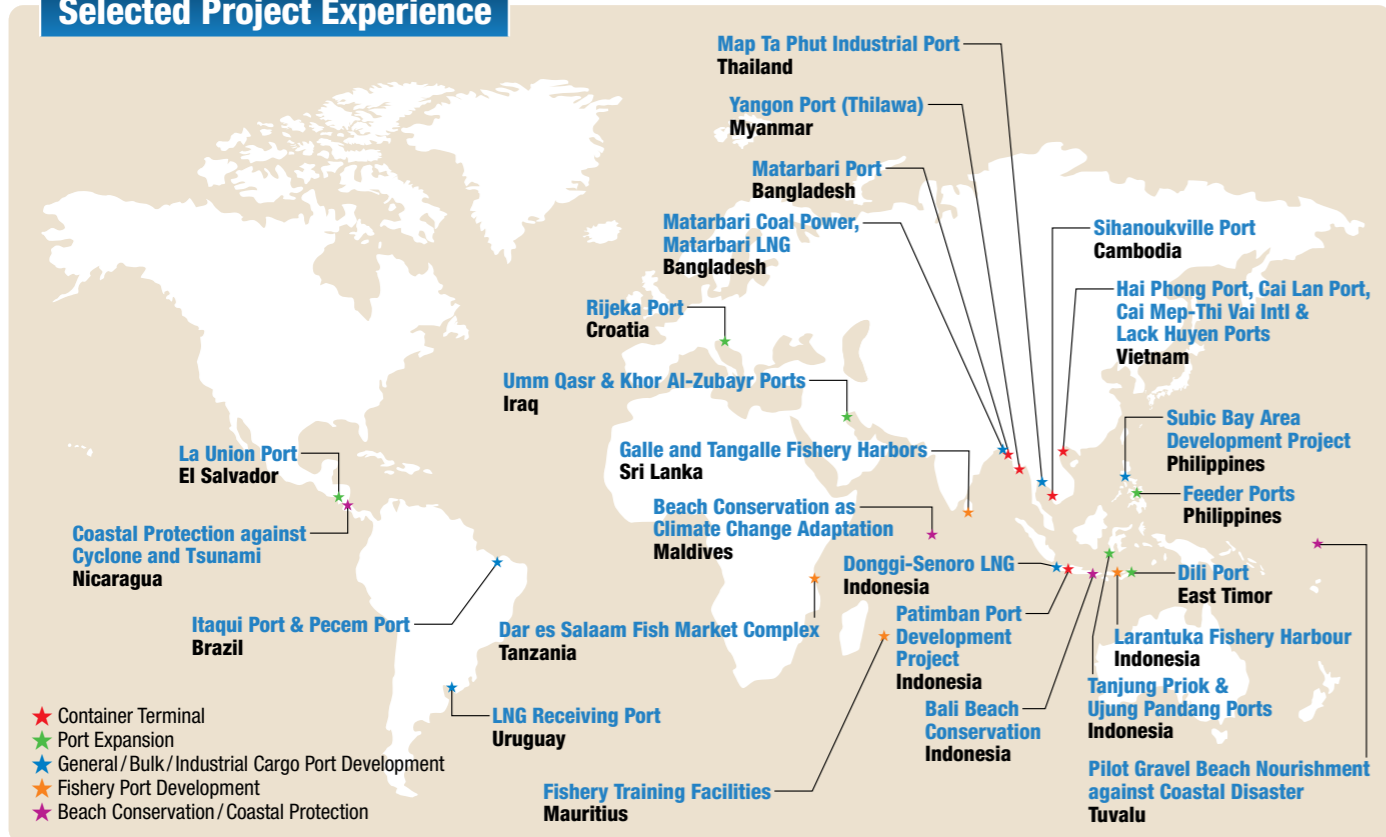 Selected Project Experience
Map Ta Phut Industrial Port
Thailand
Yangon Port (Thilawa)
Myanmar
Matarbari Port
Bangladesh
Matarbari Coal Power,
Matarbari LNG
Bangladesh
Sihanoukville Port
Cambodia
Hai Phong Port, Cai Lan Port,
Cai Mep-Thi Vai Intl &
Lack Huyen Ports
Vietnam
Rijeka Port
Croatia
Umm Qasr & Khor Al-Zubayr Ports
Iraq
Subic Bay Area
Development Project
Philippines
Galle and Tangalle Fishery Harbors
Sri Lanka
La Union Port
El Salvador
Feeder Ports
Philippines
Beach Conservation as
Climate Change Adaptation
Maldives
Coastal Protection against
Cyclone and Tsunami
Nicaragua
Donggi-Senoro LNG
Indonesia
Dili Port
East Timor
Patimban Port
Development
Project
Indonesia
Itaqui Port & Pecem Port
Brazil
Dar es Salaam Fish Market Complex
Tanzania
Larantuka Fishery Harbour
Indonesia
Tanjung Priok &
Ujung Pandang Ports
Indonesia
Bali Beach
Conservation
Indonesia
LNG Receiving Port
Uruguay
Pilot Gravel Beach Nourishment
against Coastal Disaster
Tuvalu
Fishery Training Facilities
Mauritius
Container Terminal
Port Expansion
General / Bulk / Industrial Cargo Port Development
Fishery Port Development
Beach Conservation / Coastal Protection